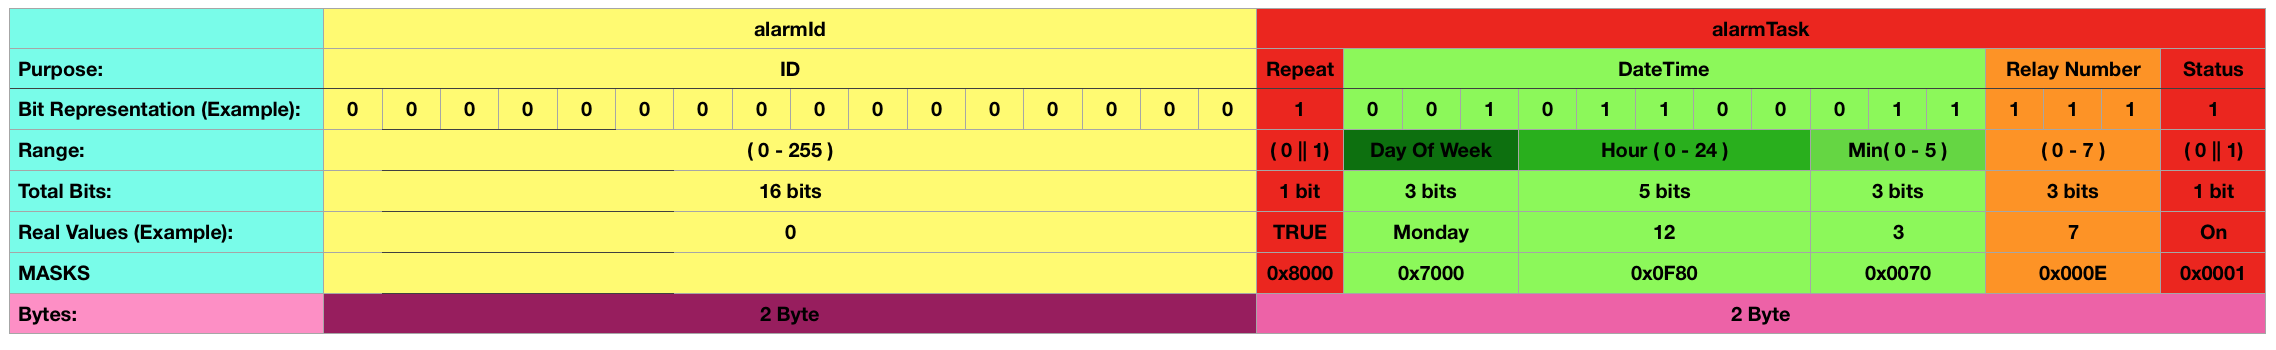 alarmId alarmTask
Purpose: ID Repeat DateTime Relay Number Status
Bit Representation (Example): 0 0 0 0 0 0 0 0 0 0 0 0 0 0 0 0 1 0 0 1 0 1 1 0 0 0 1 1 1 1 1 1
Range: ( 0 - 255 ) ( 0 || 1) Day Of Week Hour ( 0 - 24 ) Min( 0 - 5 ) ( 0 - 7 ) ( 0 || 1)
Total Bits: 16 bits 1 bit 3 bits 5 bits 3 bits 3 bits 1 bit
Real Values (Example): 0 TRUE Monday 12 3 7 On
MASKS 0x8000 0x7000 0x0F80 0x0070 0x000E 0x0001
Bytes: 2 Byte 2 Byte